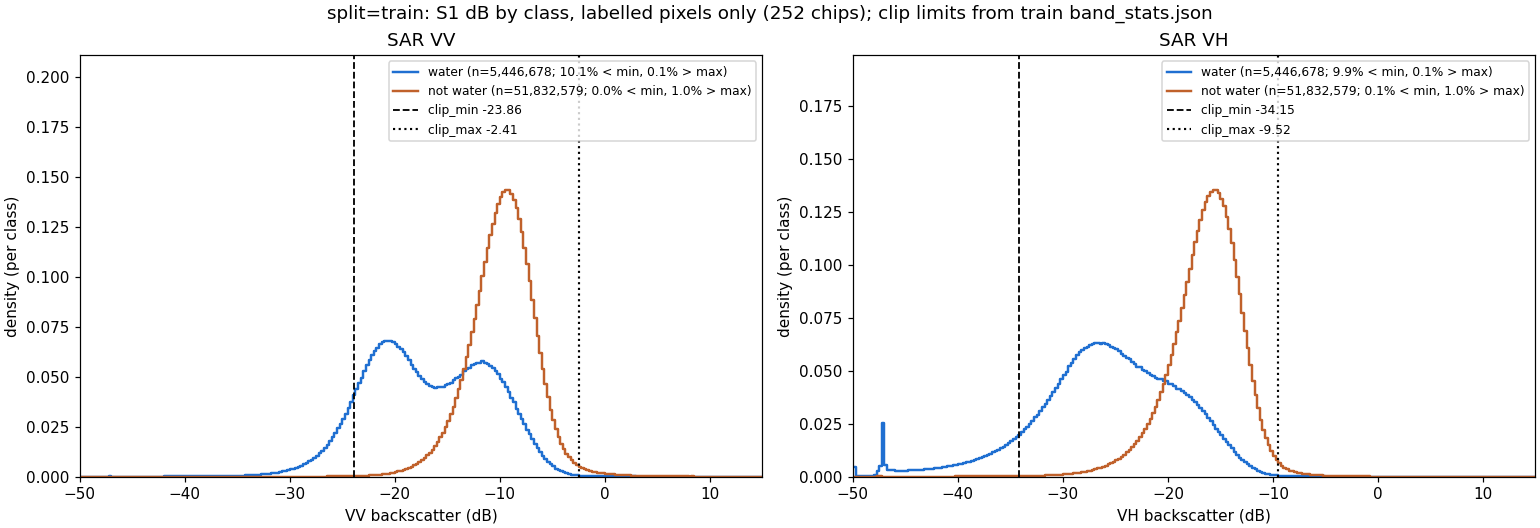 split=train: S1 dB by class, labelled pixels only (252 chips); clip limits from train band_stats.json
SAR VV
water (n=5,446,678; 10.1% < min, 0.1% > max)
not water (n=51,832,579; 0.0% < min, 1.0% > max)
clip_min -23.86
clip_max -2.41
density (per class)
0.200
0.175
0.150
0.125
0.100
0.075
0.050
0.025
0.000
−50 −40 −30 −20 −10 0 10
VV backscatter (dB)
SAR VH
water (n=5,446,678; 9.9% < min, 0.1% > max)
not water (n=51,832,579; 0.1% < min, 1.0% > max)
clip_min -34.15
clip_max -9.52
density (per class)
0.175
0.150
0.125
0.100
0.075
0.050
0.025
0.000
−50 −40 −30 −20 −10 0 10
VH backscatter (dB)